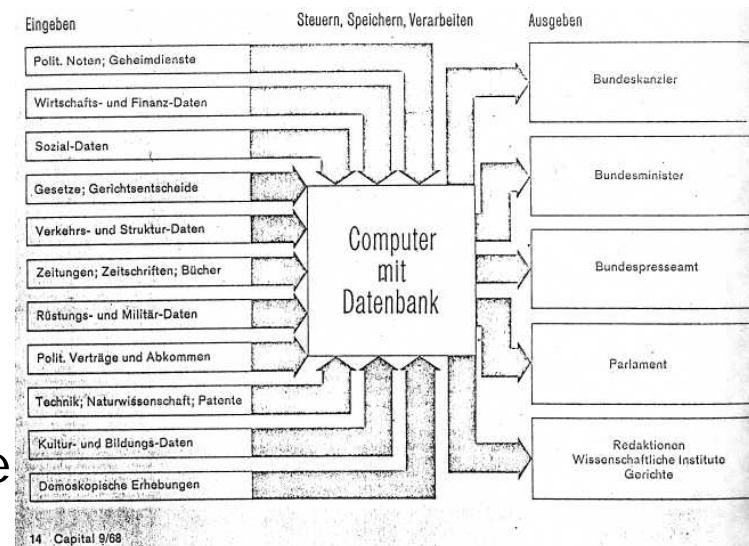 Eingeben
Steuern, Speichern, Verarbeiten
Ausgeben
Polit. Noten; Geheimdienste
Wirtschafts- und Finanz-Daten
Sozial-Daten
Gesetze; Gerichtsentscheide
Verkehrs- und Struktur-Daten
Zeitungen; Zeitschriften; Bücher
Rüstungs- und Militär-Daten
Polit. Verträge und Abkommen
Technik; Naturwissenschaft; Patente
Kultur- und Bildungs-Daten
Demoskopische Erhebungen
Computer
mit
Datenbank
Bundeskanzler
Bundesminister
Bundespresseamt
Parlament
Redaktionen
Wissenschaftliche Institute
Gerichte
e
14 Capital 9/68